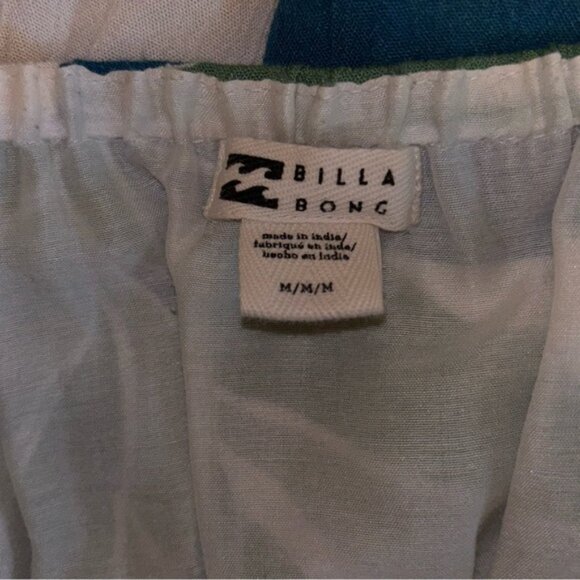 BILLA
BONG
made in india/
fabriqué en inde/
hecho en india
M/M/M